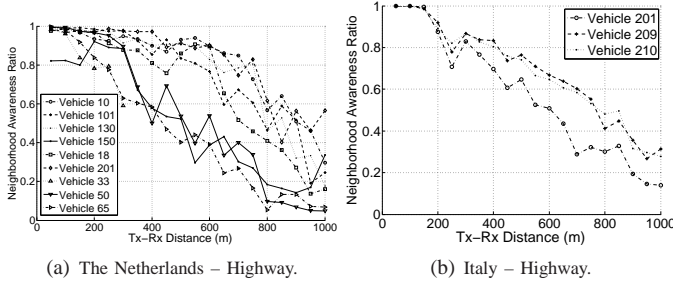 Neighborhood Awareness Ratio
1
0.8
0.6
0.4
0.2
0
Vehicle 10
Vehicle 101
Vehicle 130
Vehicle 150
Vehicle 18
Vehicle 201
Vehicle 33
Vehicle 50
Vehicle 65
0 200 400 600 800 1000
Tx−Rx Distance (m)
(a) The Netherlands – Highway.
Neighborhood Awareness Ratio
1
0.8
0.6
0.4
0.2
0
Vehicle 201
Vehicle 209
Vehicle 210
0 200 400 600 800 1000
Tx−Rx Distance (m)
(b) Italy – Highway.